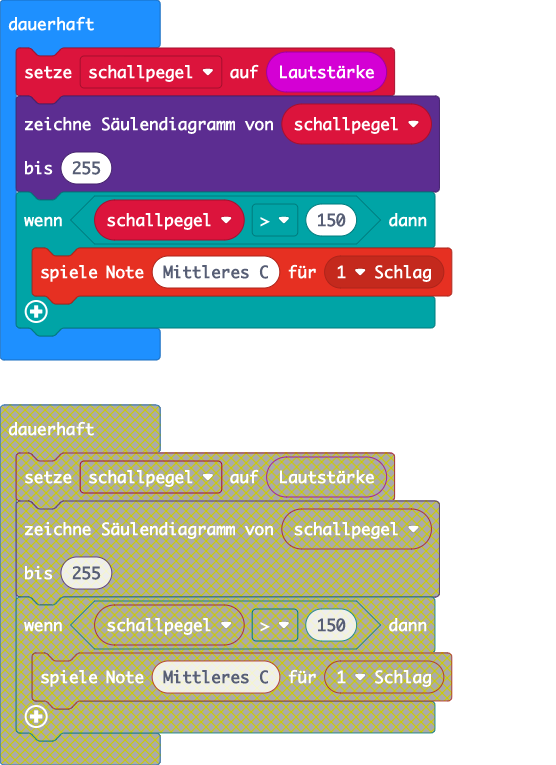 dauerhaft
setze schallpegel auf Lautstärke
zeichne Säulendiagramm von schallpegel
bis 255
wenn schallpegel > 150 dann
spiele Note Mittleres C für 1 Schlag
dauerhaft
setze schallpegel auf Lautstärke
zeichne Säulendiagramm von schallpegel
bis 255
wenn schallpegel > 150 dann
spiele Note Mittleres C für 1 Schlag